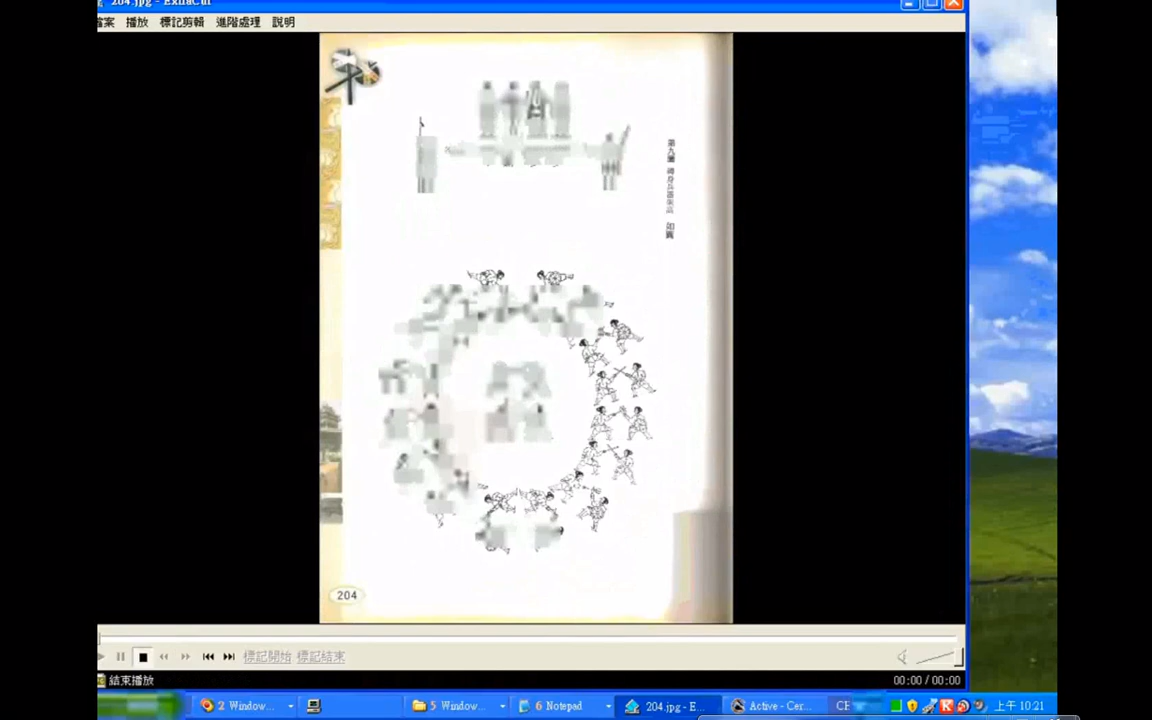 204.jpg - ExtraCut
檔案 播放 標記剪輯 進階處理 說明
如圖
204
標記開始 標記結束
結束播放
00:00 / 00:00
2 Window...
5 Window...
6 Notepad
204.jpg - E...
Active - Cer...
上午 10:21